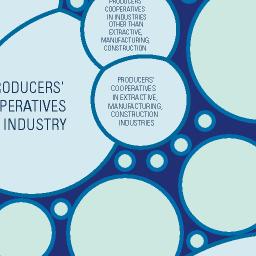 PRODUCERS'
COOPERATIVES
IN INDUSTRIES
OTHER THAN
EXTRACTIVE,
MANUFACTURING,
CONSTRUCTION
PRODUCERS'
COOPERATIVES
IN EXTRACTIVE,
MANUFACTURING,
CONSTRUCTION
INDUSTRIES
ODUCERS'
PERATIVES
INDUSTRY